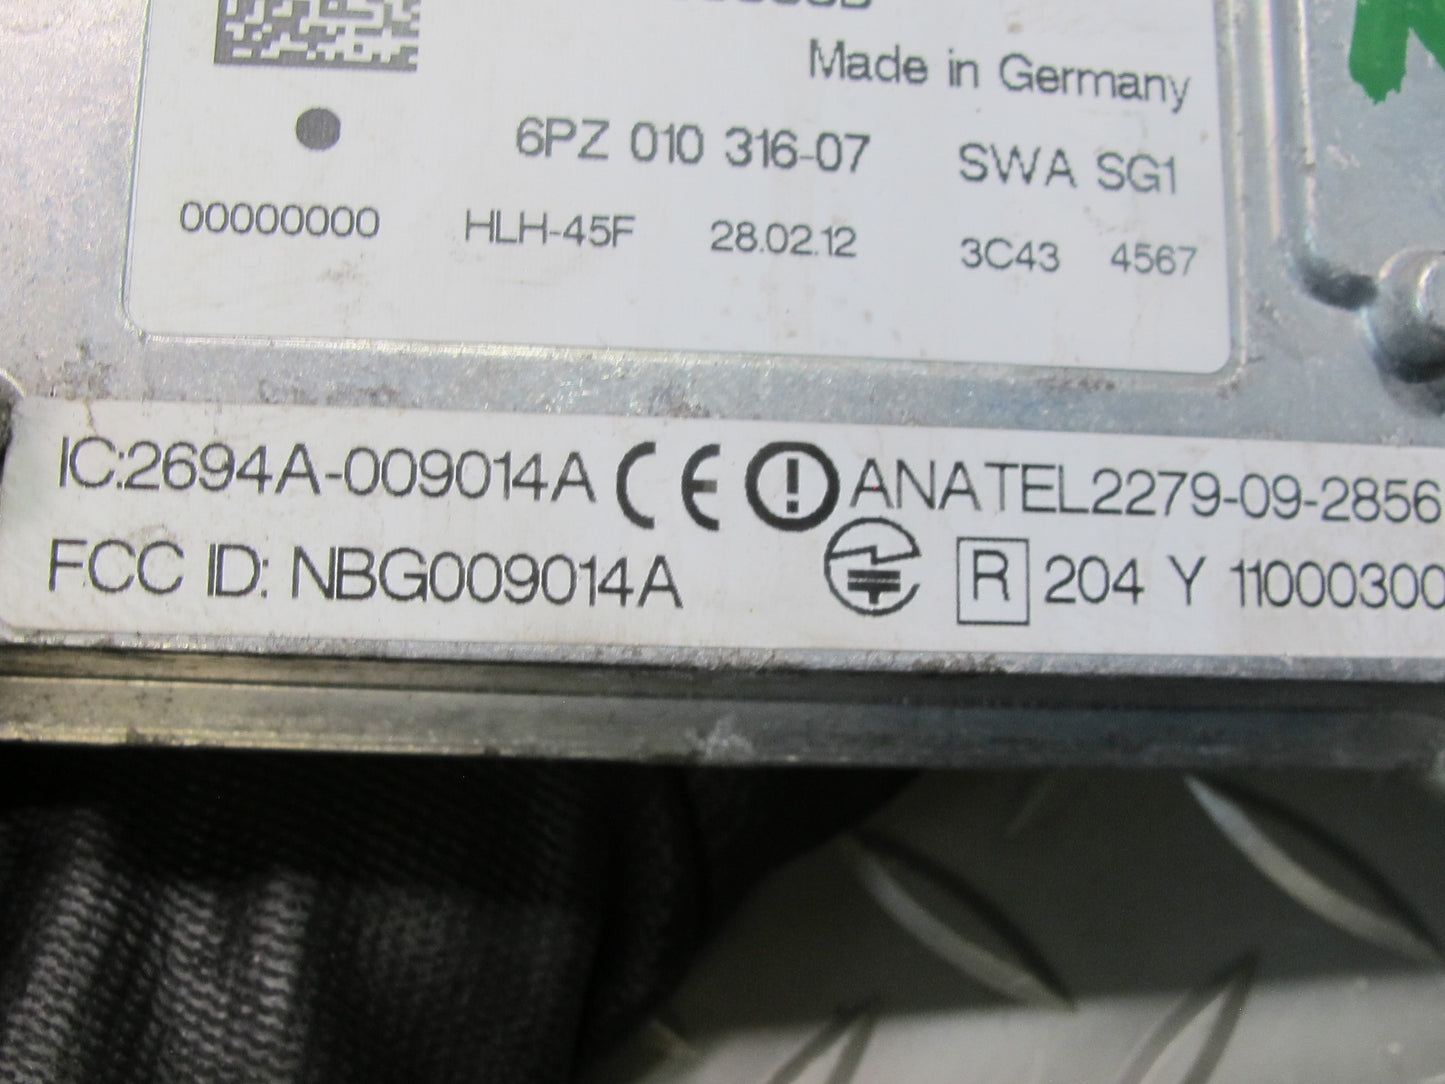 Made in Germany
6PZ 010 316-07 SWA SG1
00000000 HLH-45F 28.02.12 3C43 4567
IC:2694A-009014A CE ANATEL2279-09-2856
FCC ID: NBG009014A R 204 Y 11000300